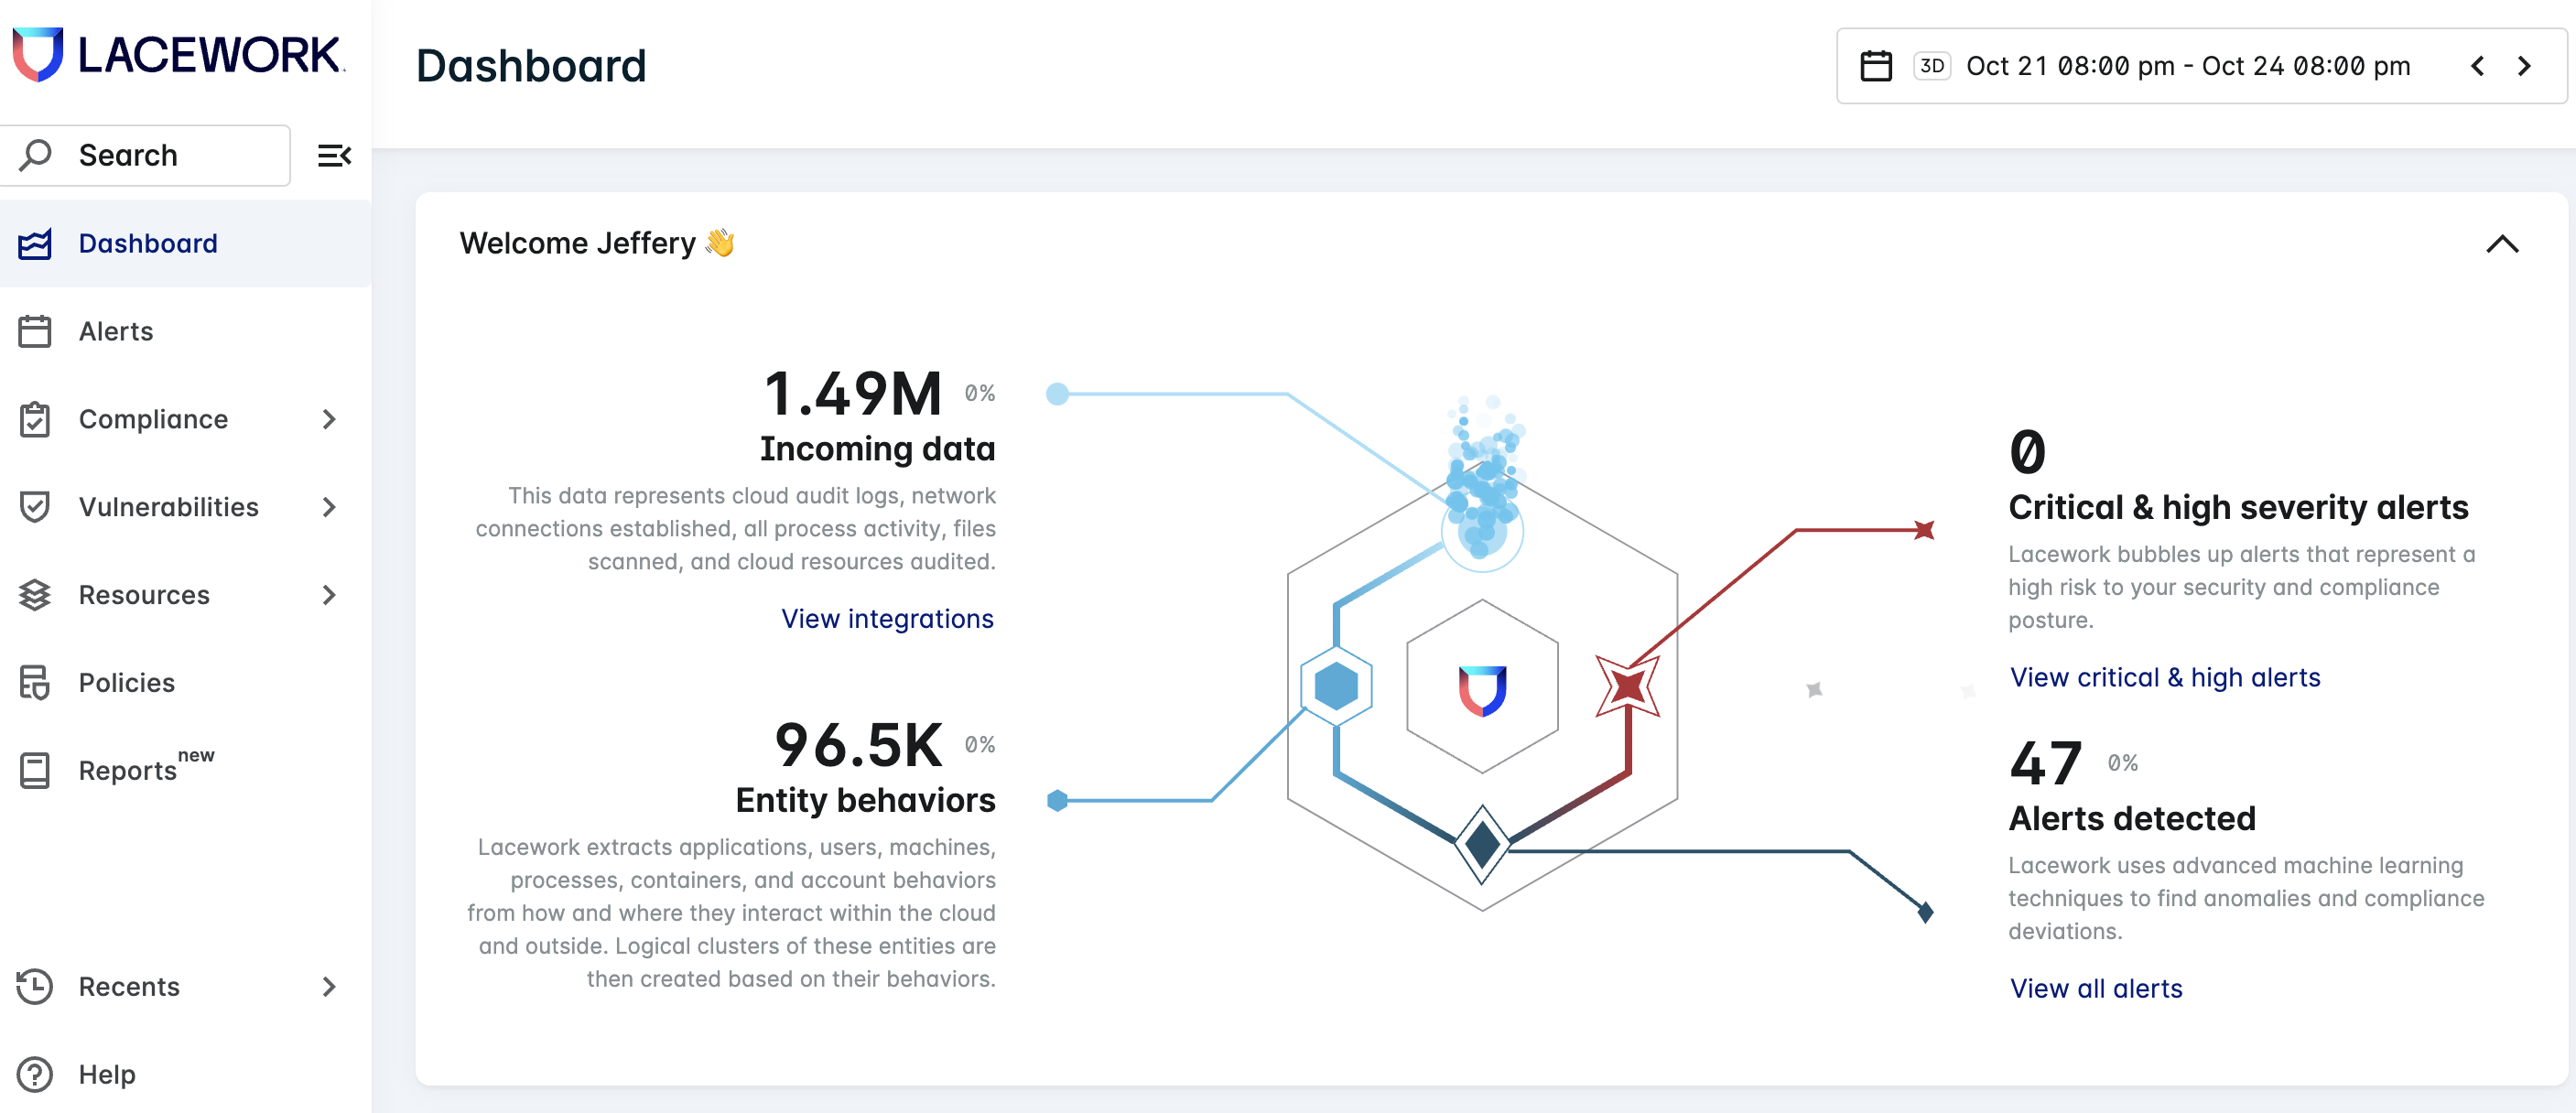 LACEWORK
Search
Dashboard
Alerts
Compliance
Vulnerabilities
Resources
Policies
Reports new
Recents
Help
Dashboard
3D Oct 21 08:00 pm - Oct 24 08:00 pm
Welcome Jeffery 👋
1.49M 0%
Incoming data
This data represents cloud audit logs, network
connections established, all process activity, files
scanned, and cloud resources audited.
View integrations
96.5K 0%
Entity behaviors
Lacework extracts applications, users, machines,
processes, containers, and account behaviors
from how and where they interact within the cloud
and outside. Logical clusters of these entities are
then created based on their behaviors.
0
Critical & high severity alerts
Lacework bubbles up alerts that represent a
high risk to your security and compliance
posture.
View critical & high alerts
47 0%
Alerts detected
Lacework uses advanced machine learning
techniques to find anomalies and compliance
deviations.
View all alerts